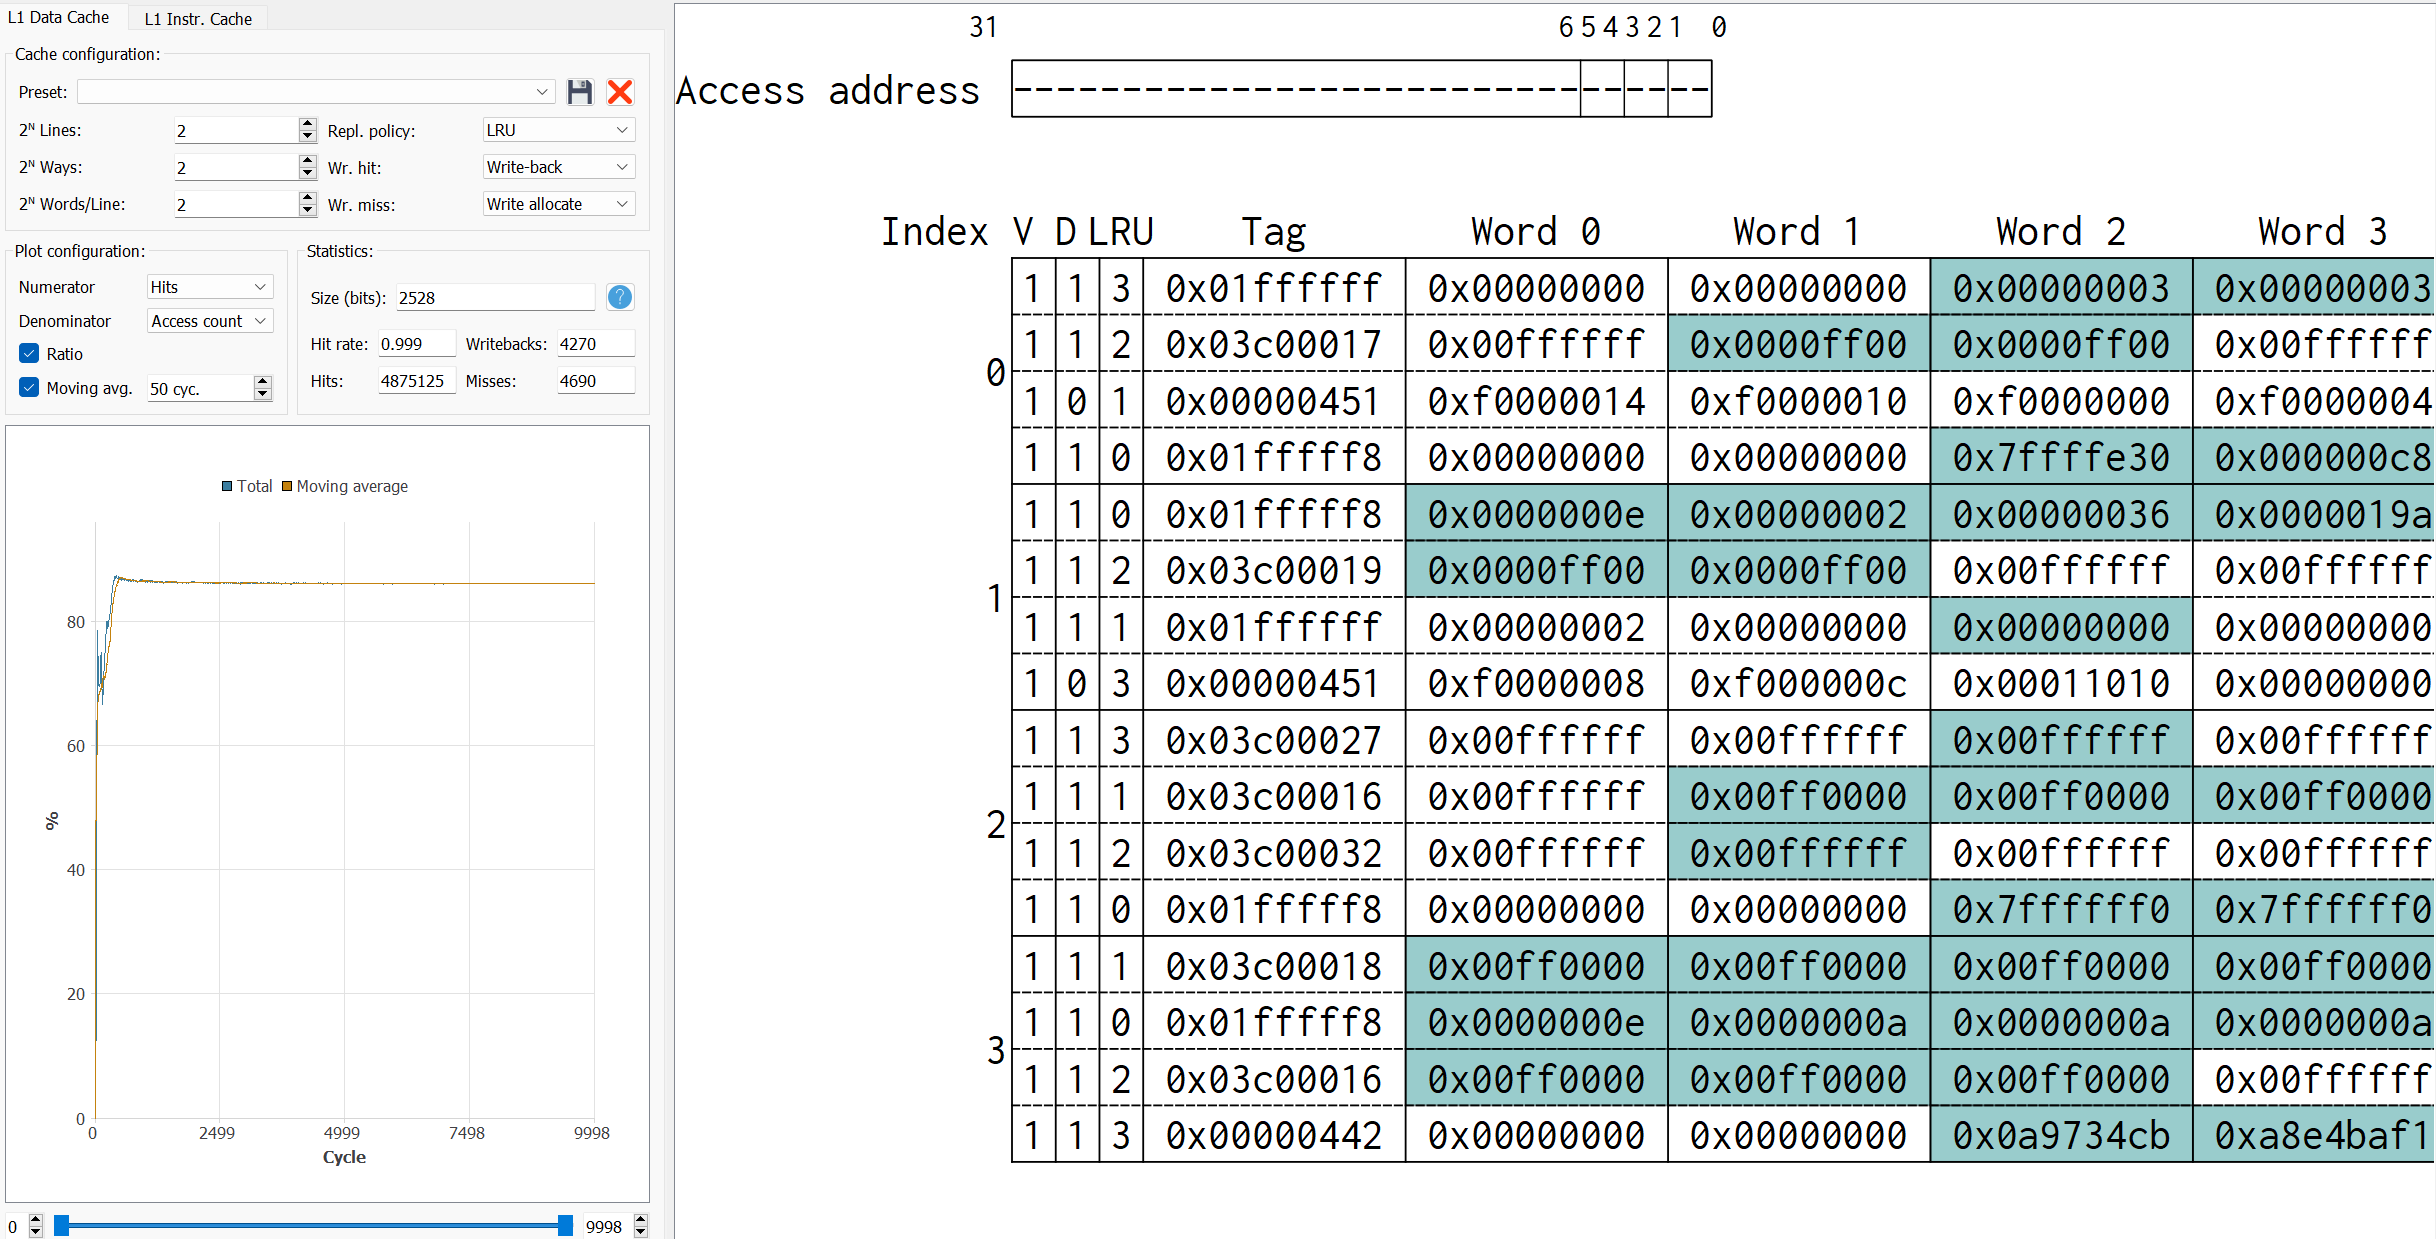 L1 Data Cache
L1 Instr. Cache
Cache configuration:
Preset:
2ᴺ Lines: 2 Repl. policy: LRU
2ᴺ Ways: 2 Wr. hit: Write-back
2ᴺ Words/Line: 2 Wr. miss: Write allocate
Plot configuration:
Numerator Hits
Denominator Access count
Ratio
Moving avg. 50 cyc.
Statistics:
Size (bits): 2528 ?
Hit rate: 0.999 Writebacks: 4270
Hits: 4875125 Misses: 4690
Total Moving average
80
60
%
40
20
0
0 2499 4999 7498 9998
Cycle
0 9998
31 6 5 4 3 2 1 0
Access address --------------------------------
Index V D LRU Tag Word 0 Word 1 Word 2 Word 3
0
1 1 3 0x01ffffff 0x00000000 0x00000000 0x00000003 0x00000003
1 1 2 0x03c00017 0x00ffffff 0x0000ff00 0x0000ff00 0x00ffffff
1 0 1 0x00000451 0xf0000014 0xf0000010 0xf0000000 0xf0000004
1 1 0 0x01fffff8 0x00000000 0x00000000 0x7ffffe30 0x000000c8
1
1 1 0 0x01fffff8 0x0000000e 0x00000002 0x00000036 0x0000019a
1 1 2 0x03c00019 0x0000ff00 0x0000ff00 0x00ffffff 0x00ffffff
1 1 1 0x01ffffff 0x00000002 0x00000000 0x00000000 0x00000000
1 0 3 0x00000451 0xf0000008 0xf000000c 0x00011010 0x00000000
2
1 1 3 0x03c00027 0x00ffffff 0x00ffffff 0x00ffffff 0x00ffffff
1 1 1 0x03c00016 0x00ffffff 0x00ff0000 0x00ff0000 0x00ff0000
1 1 2 0x03c00032 0x00ffffff 0x00ffffff 0x00ffffff 0x00ffffff
1 1 0 0x01fffff8 0x00000000 0x00000000 0x7ffffff0 0x7ffffff0
3
1 1 1 0x03c00018 0x00ff0000 0x00ff0000 0x00ff0000 0x00ff0000
1 1 0 0x01fffff8 0x0000000e 0x0000000a 0x0000000a 0x0000000a
1 1 2 0x03c00016 0x00ff0000 0x00ff0000 0x00ff0000 0x00ffffff
1 1 3 0x00000442 0x00000000 0x00000000 0x0a9734cb 0xa8e4baf1